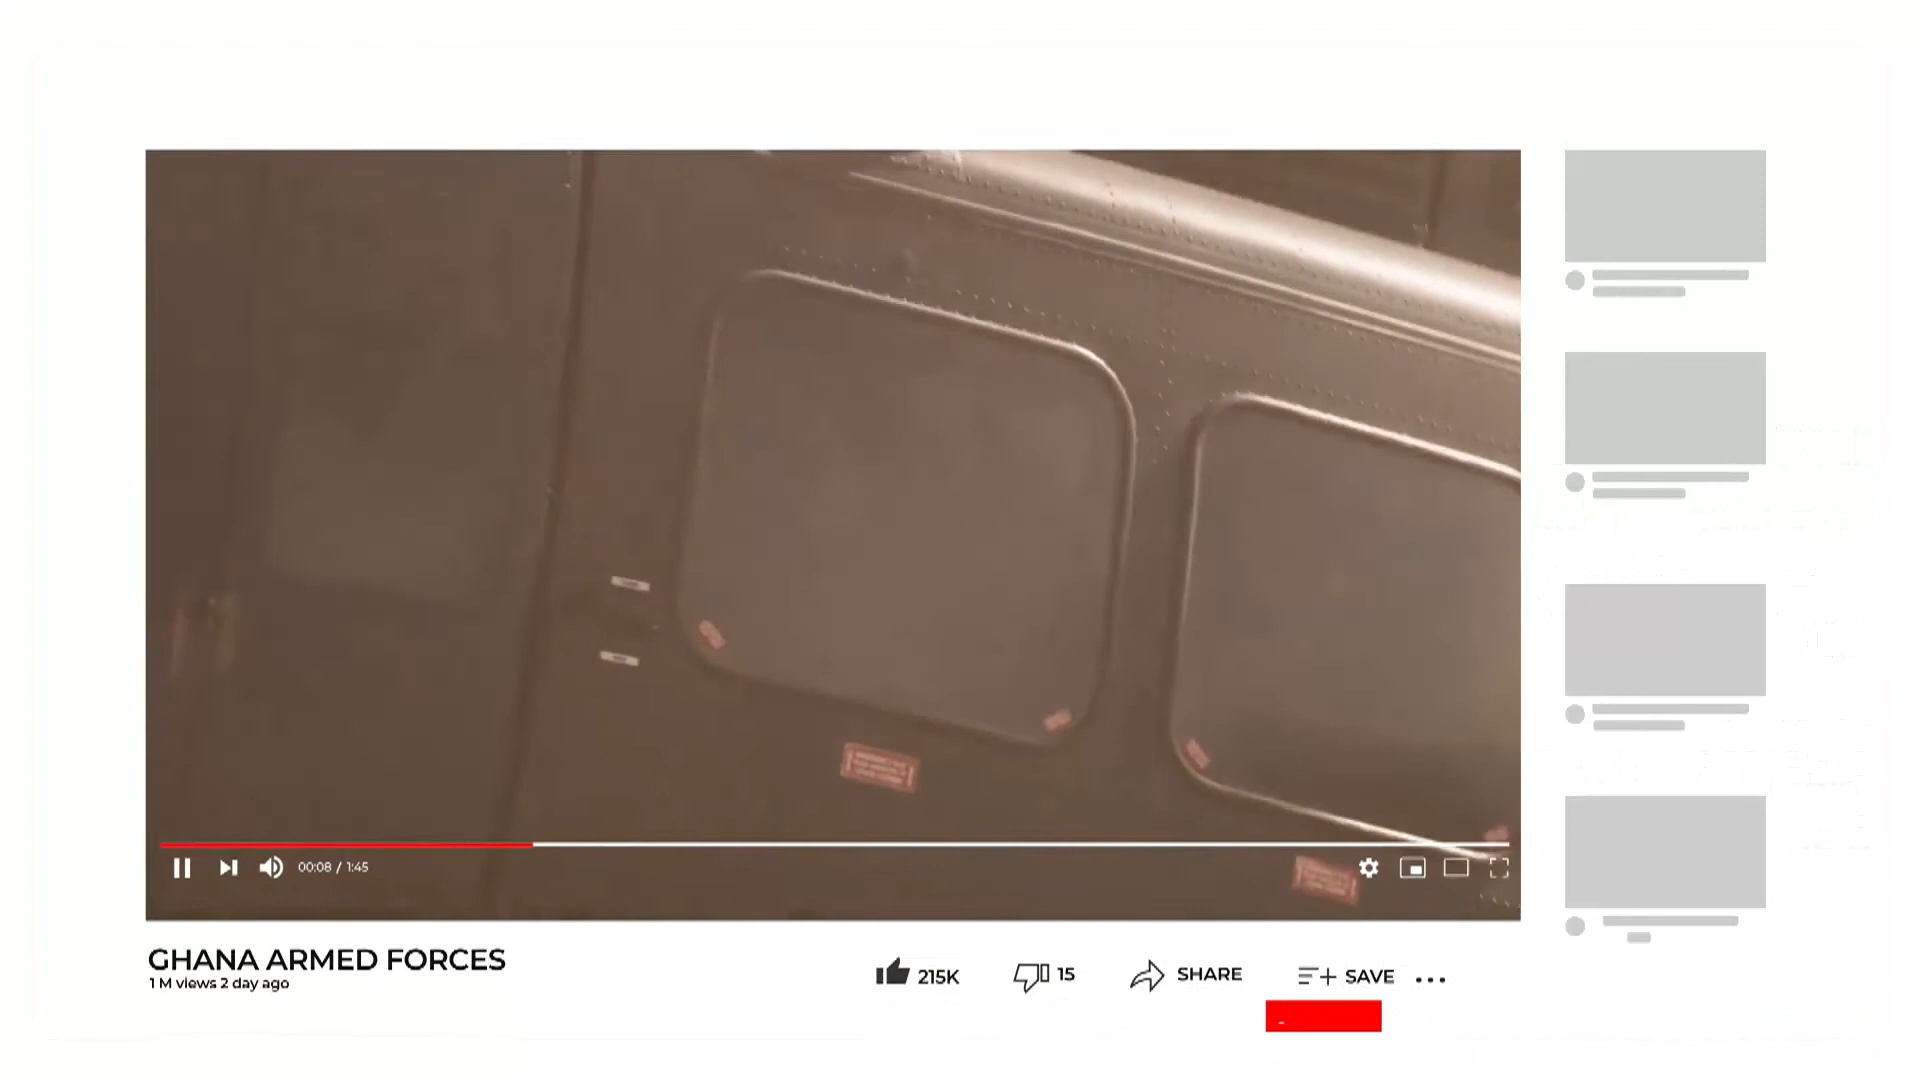 00:08 / 1:45
GHANA ARMED FORCES
1 M views 2 day ago
215K
15
SHARE
SAVE